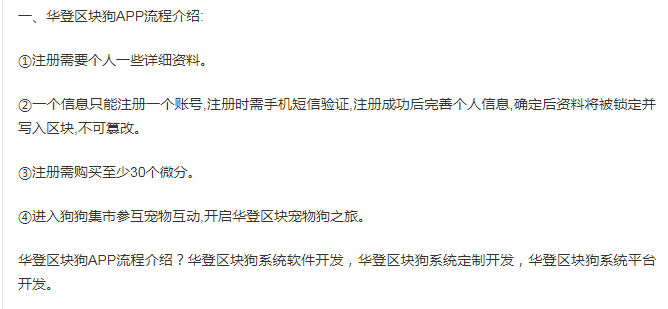 一、华登区块狗APP流程介绍:
①注册需要个人一些详细资料。
②一个信息只能注册一个账号,注册时需手机短信验证,注册成功后完善个人信息,确定后资料将被锁定并
写入区块,不可篡改。
③注册需购买至少30个微分。
④进入狗狗集市参互宠物互动,开启华登区块宠物狗之旅。
华登区块狗APP流程介绍？华登区块狗系统软件开发，华登区块狗系统定制开发，华登区块狗系统平台
开发。